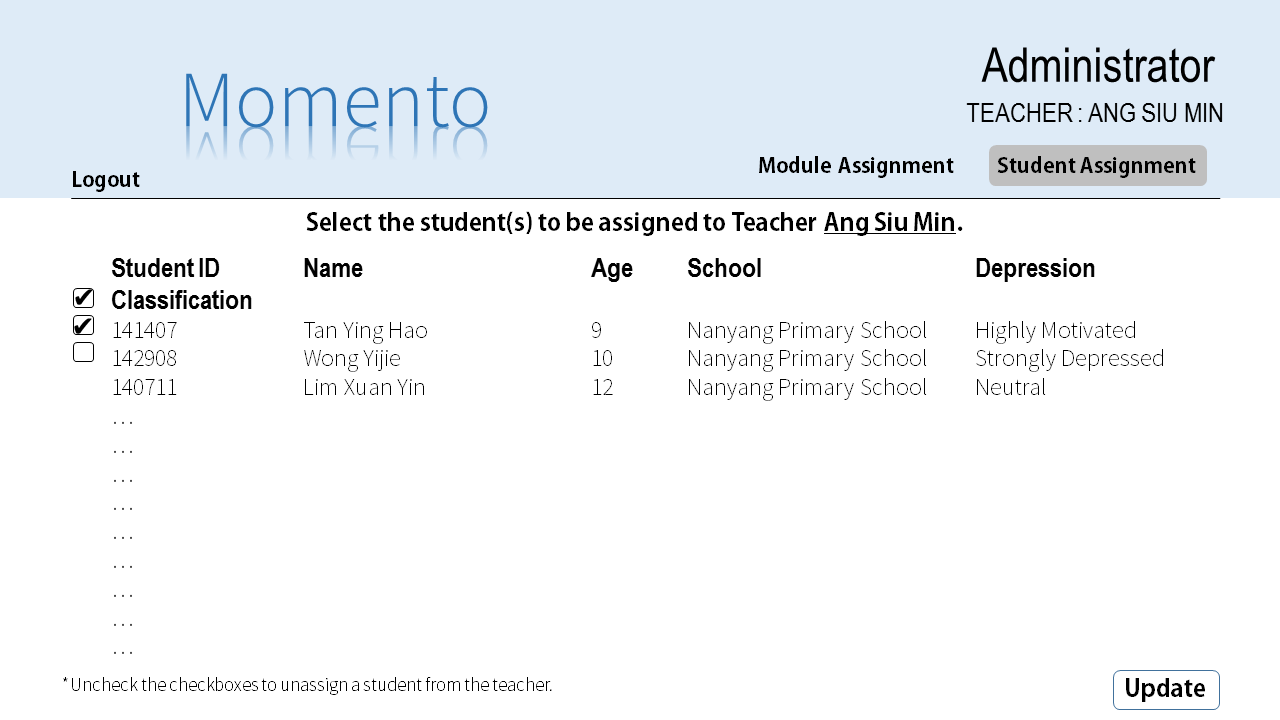 Momento
Administrator
TEACHER : ANG SIU MIN
Logout
Module Assignment
Student Assignment
Select the student(s) to be assigned to Teacher Ang Siu Min.
Student ID Name Age School Depression
Classification
141407 Tan Ying Hao 9 Nanyang Primary School Highly Motivated
142908 Wong Yijie 10 Nanyang Primary School Strongly Depressed
140711 Lim Xuan Yin 12 Nanyang Primary School Neutral
…
…
…
…
…
…
…
…
…
* Uncheck the checkboxes to unassign a student from the teacher.
Update